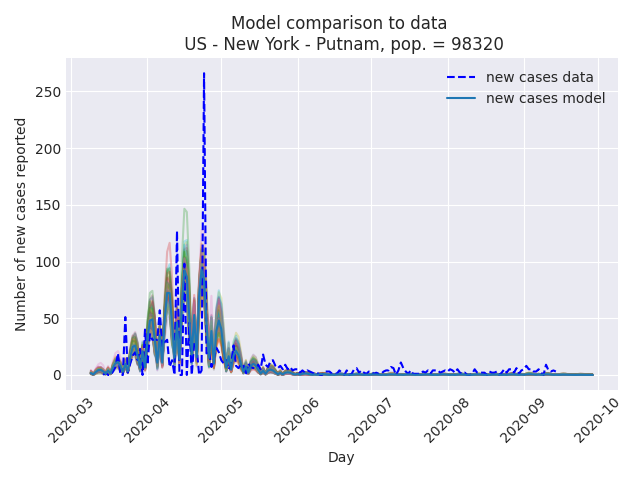 Model comparison to data
US - New York - Putnam, pop. = 98320
new cases data
new cases model
Number of new cases reported
250
200
150
100
50
0
2020-03
2020-04
2020-05
2020-06
2020-07
2020-08
2020-09
2020-10
Day